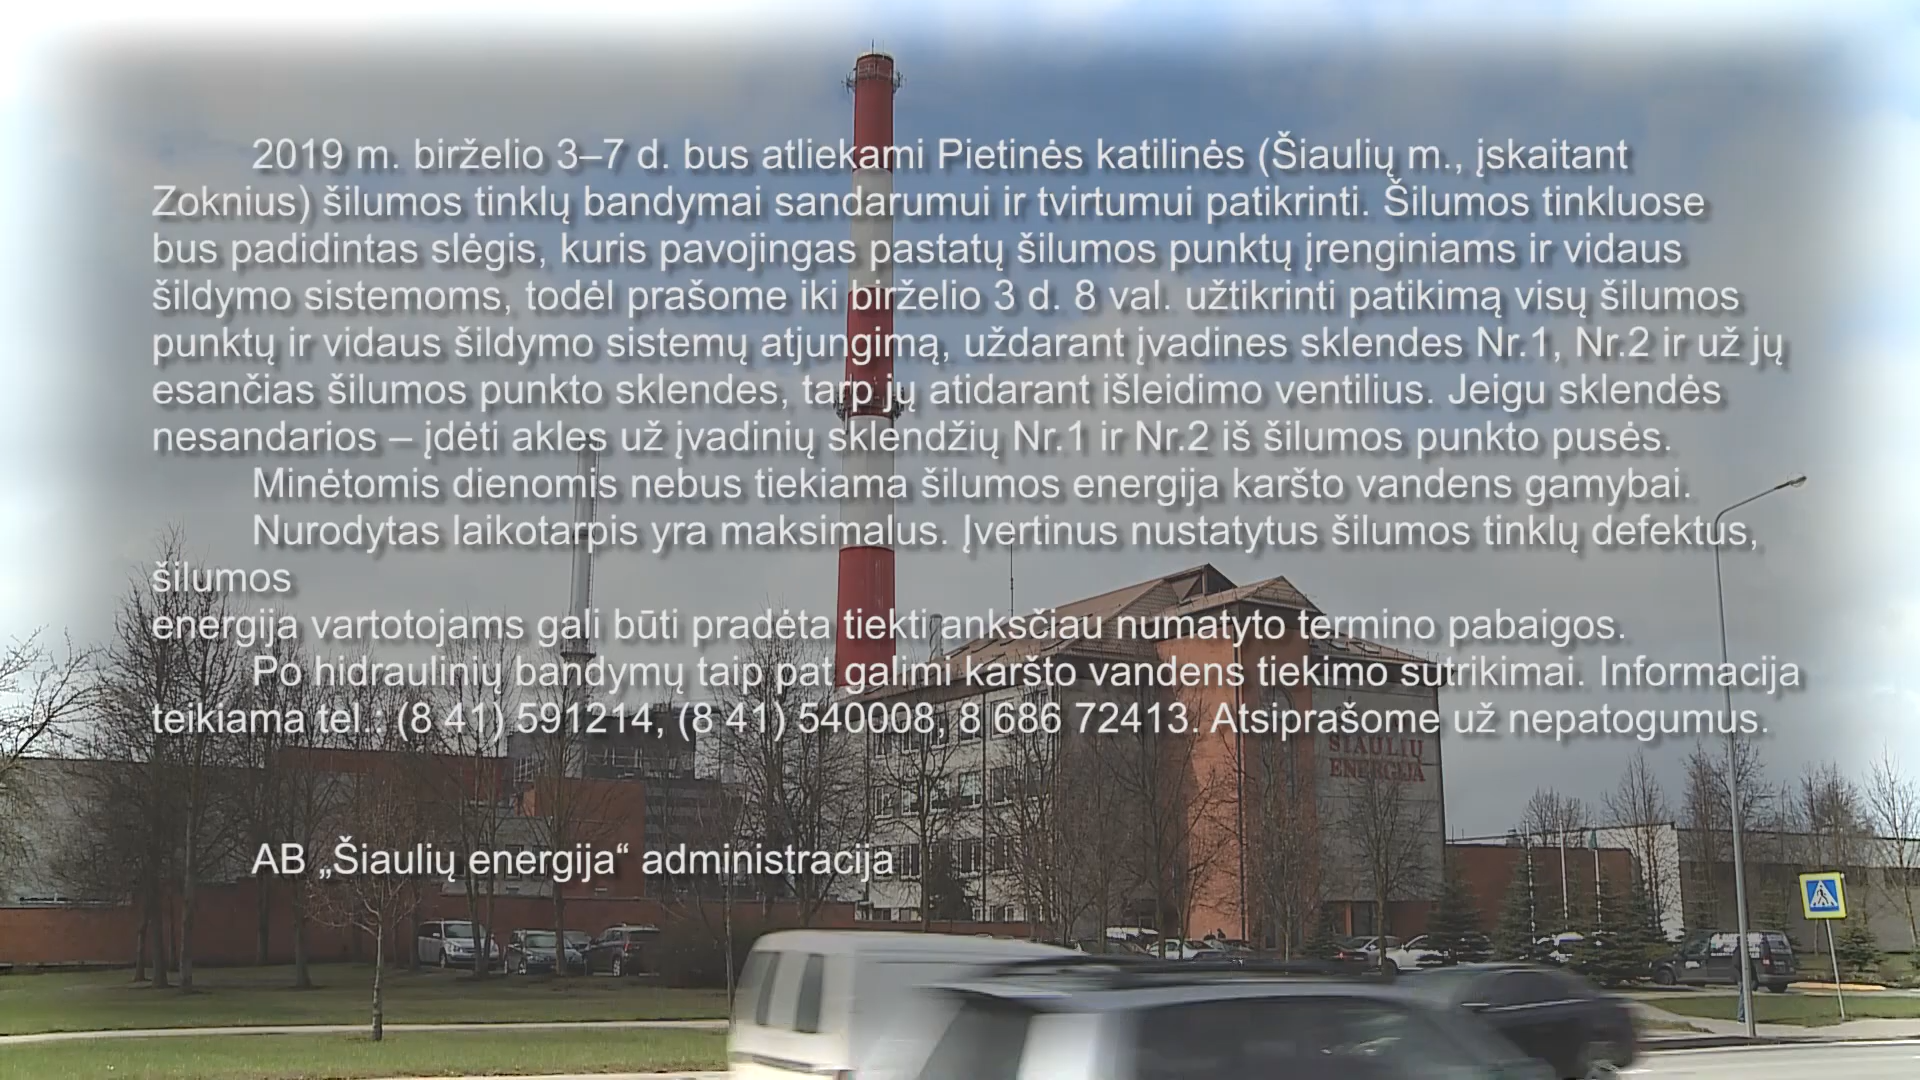 2019 m. birželio 3–7 d. bus atliekami Pietinės katilinės (Šiaulių m., įskaitant
Zoknius) šilumos tinklų bandymai sandarumui ir tvirtumui patikrinti. Šilumos tinkluose
bus padidintas slėgis, kuris pavojingas pastatų šilumos punktų įrenginiams ir vidaus
šildymo sistemoms, todėl prašome iki birželio 3 d. 8 val. užtikrinti patikimą visų šilumos
punktų ir vidaus šildymo sistemų atjungimą, uždarant įvadines sklendes Nr.1, Nr.2 ir už jų
esančias šilumos punkto sklendes, tarp jų atidarant išleidimo ventilius. Jeigu sklendės
nesandarios – įdėti akles už įvadinių sklendžių Nr.1 ir Nr.2 iš šilumos punkto pusės.
Minėtomis dienomis nebus tiekiama šilumos energija karšto vandens gamybai.
Nurodytas laikotarpis yra maksimalus. Įvertinus nustatytus šilumos tinklų defektus,
šilumos
energija vartotojams gali būti pradėta tiekti anksčiau numatyto termino pabaigos.
Po hidraulinių bandymų taip pat galimi karšto vandens tiekimo sutrikimai. Informacija
teikiama tel.: (8 41) 591214, (8 41) 540008, 8 686 72413. Atsiprašome už nepatogumus.
ŠIAULIŲ
ENERGIJA
AB „Šiaulių energija“ administracija